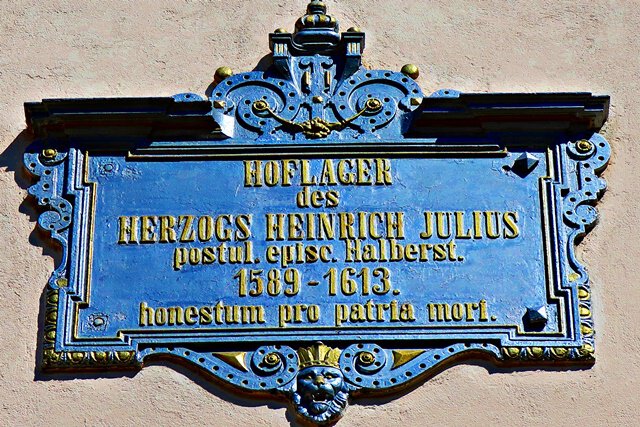 HOFLAGER
des
HERZOGS HEINRICH JULIUS
postul. episc. Halberst.
1589 - 1613.
honestum pro patria mori.